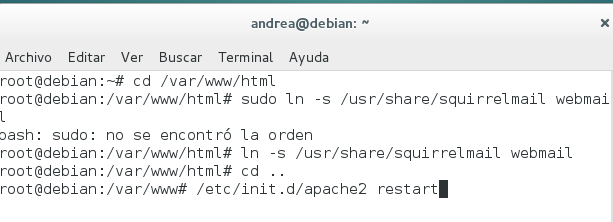 andrea@debian: ~
Archivo Editar Ver Buscar Terminal Ayuda
root@debian:~# cd /var/www/html
root@debian:/var/www/html# sudo ln -s /usr/share/squirrelmail webmai
l
bash: sudo: no se encontró la orden
root@debian:/var/www/html# ln -s /usr/share/squirrelmail webmail
root@debian:/var/www/html# cd ..
root@debian:/var/www# /etc/init.d/apache2 restart